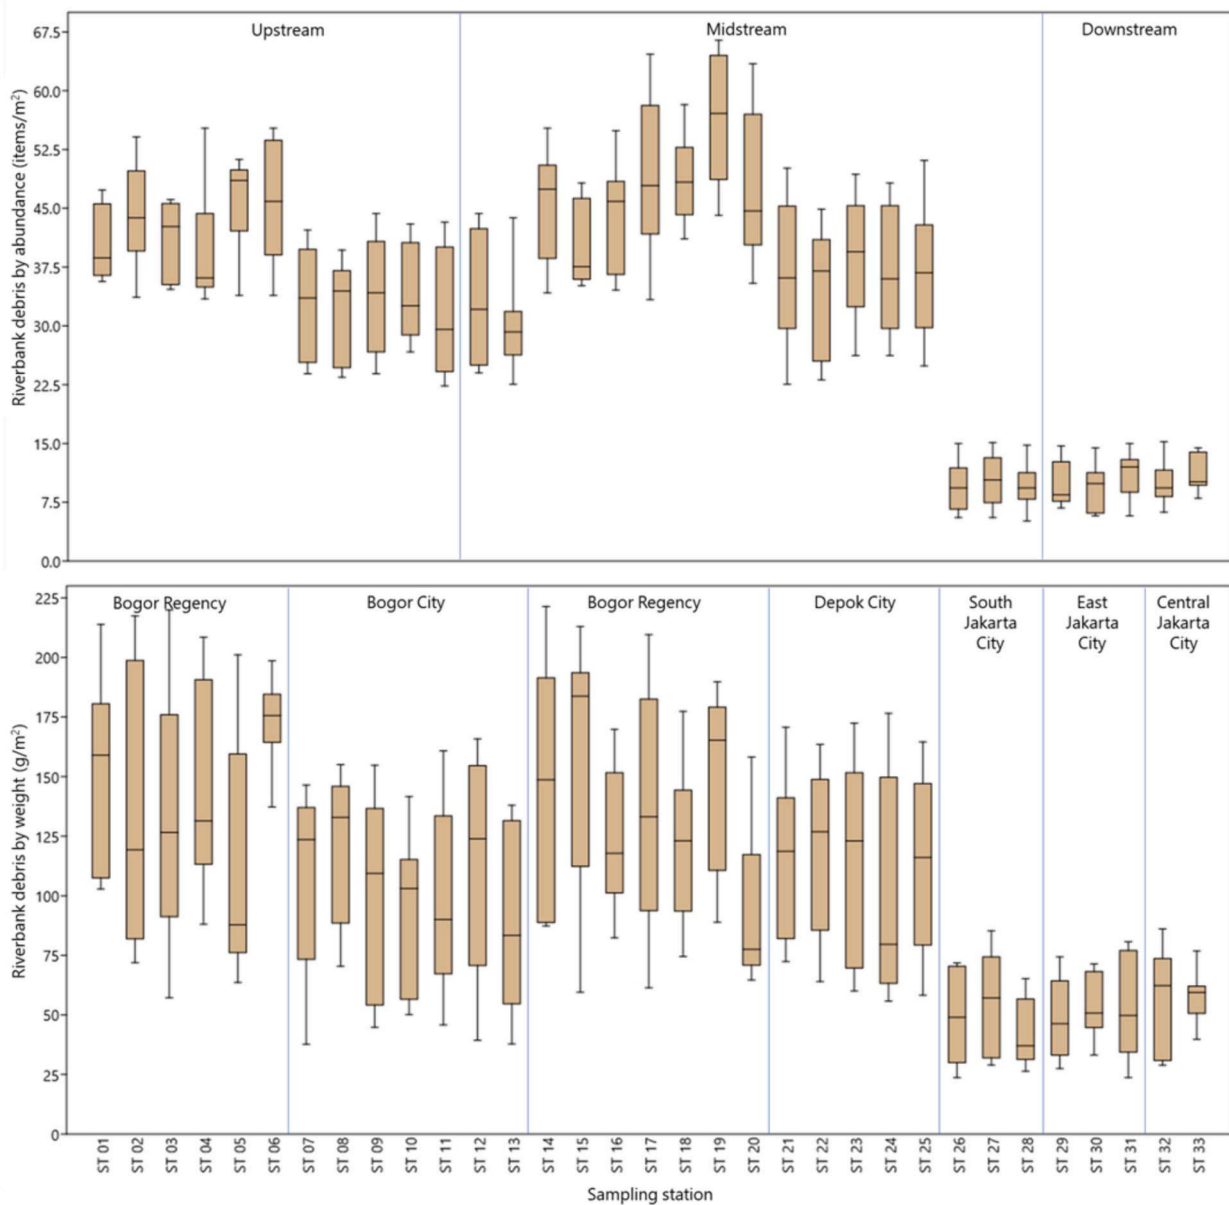 Upstream
Midstream
Downstream
Riverbank debris by abundance (items/m²)
67.5
60.0
52.5
45.0
37.5
30.0
22.5
15.0
7.5
0.0
Bogor Regency
Bogor City
Bogor Regency
Depok City
South
Jakarta
City
East
Jakarta
City
Central
Jakarta
City
Riverbank debris by weight (g/m²)
225
200
175
150
125
100
75
50
25
0
ST 01
ST 02
ST 03
ST 04
ST 05
ST 06
ST 07
ST 08
ST 09
ST 10
ST 11
ST 12
ST 13
ST 14
ST 15
ST 16
ST 17
ST 18
ST 19
ST 20
ST 21
ST 22
ST 23
ST 24
ST 25
ST 26
ST 27
ST 28
ST 29
ST 30
ST 31
ST 32
ST 33
Sampling station